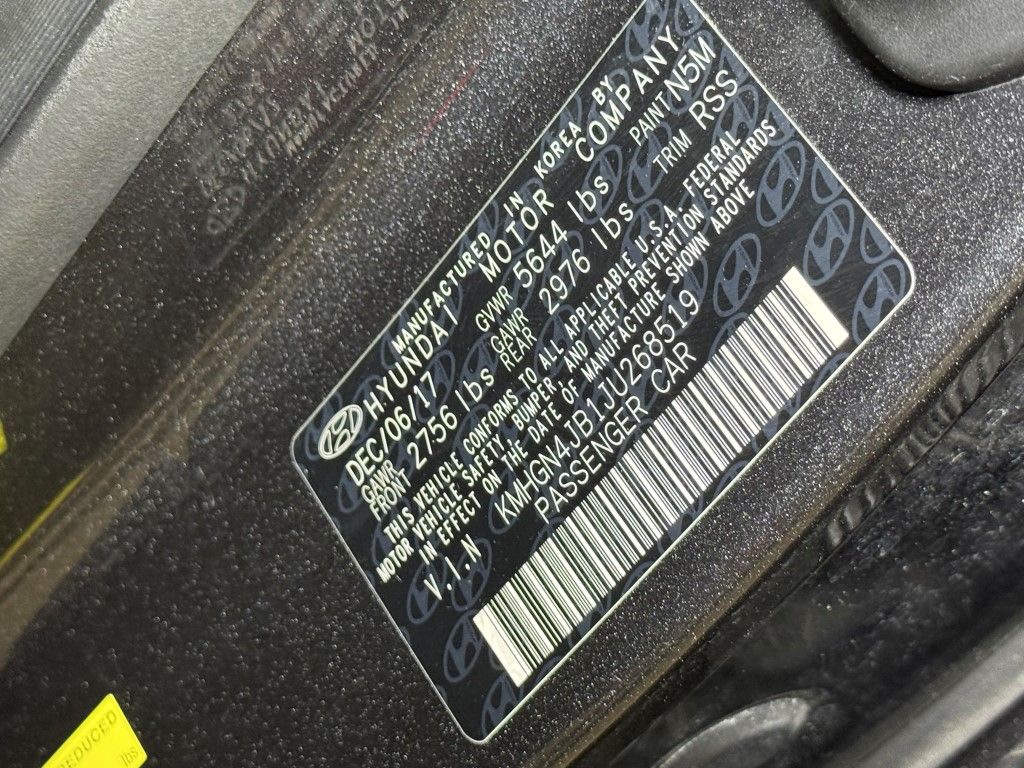 MANUFACTURED IN KOREA BY
HYUNDAI MOTOR COMPANY
DEC/06/17 GVWR 5644 lbs PAINT N5M
GAWR FRONT 2756 lbs GAWR REAR 2976 lbs TRIM RSS
THIS VEHICLE CONFORMS TO ALL APPLICABLE U.S.A FEDERAL
MOTOR VEHICLE SAFETY, BUMPER AND THEFT PREVENTION STANDARDS
IN EFFECT ON THE DATE OF MANUFACTURE SHOWN ABOVE
V.I.N KMHGN4JB1JU268519
PASSENGER CAR
REDUCED
lbs